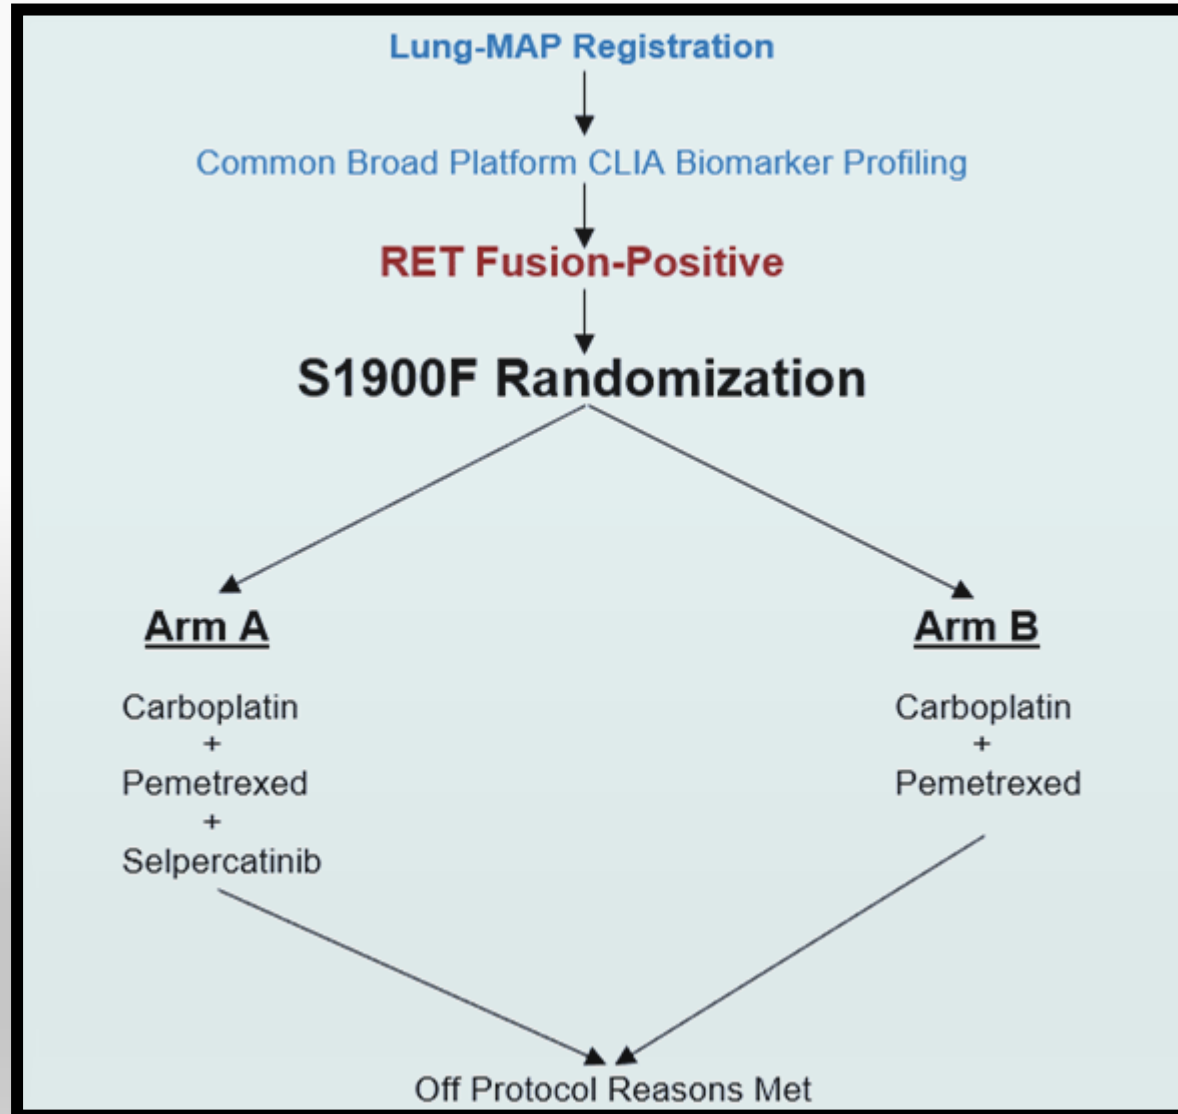 Lung-MAP Registration
Common Broad Platform CLIA Biomarker Profiling
RET Fusion-Positive
S1900F Randomization
Arm A
Carboplatin
+
Pemetrexed
+
Selpercatinib
Arm B
Carboplatin
+
Pemetrexed
Off Protocol Reasons Met